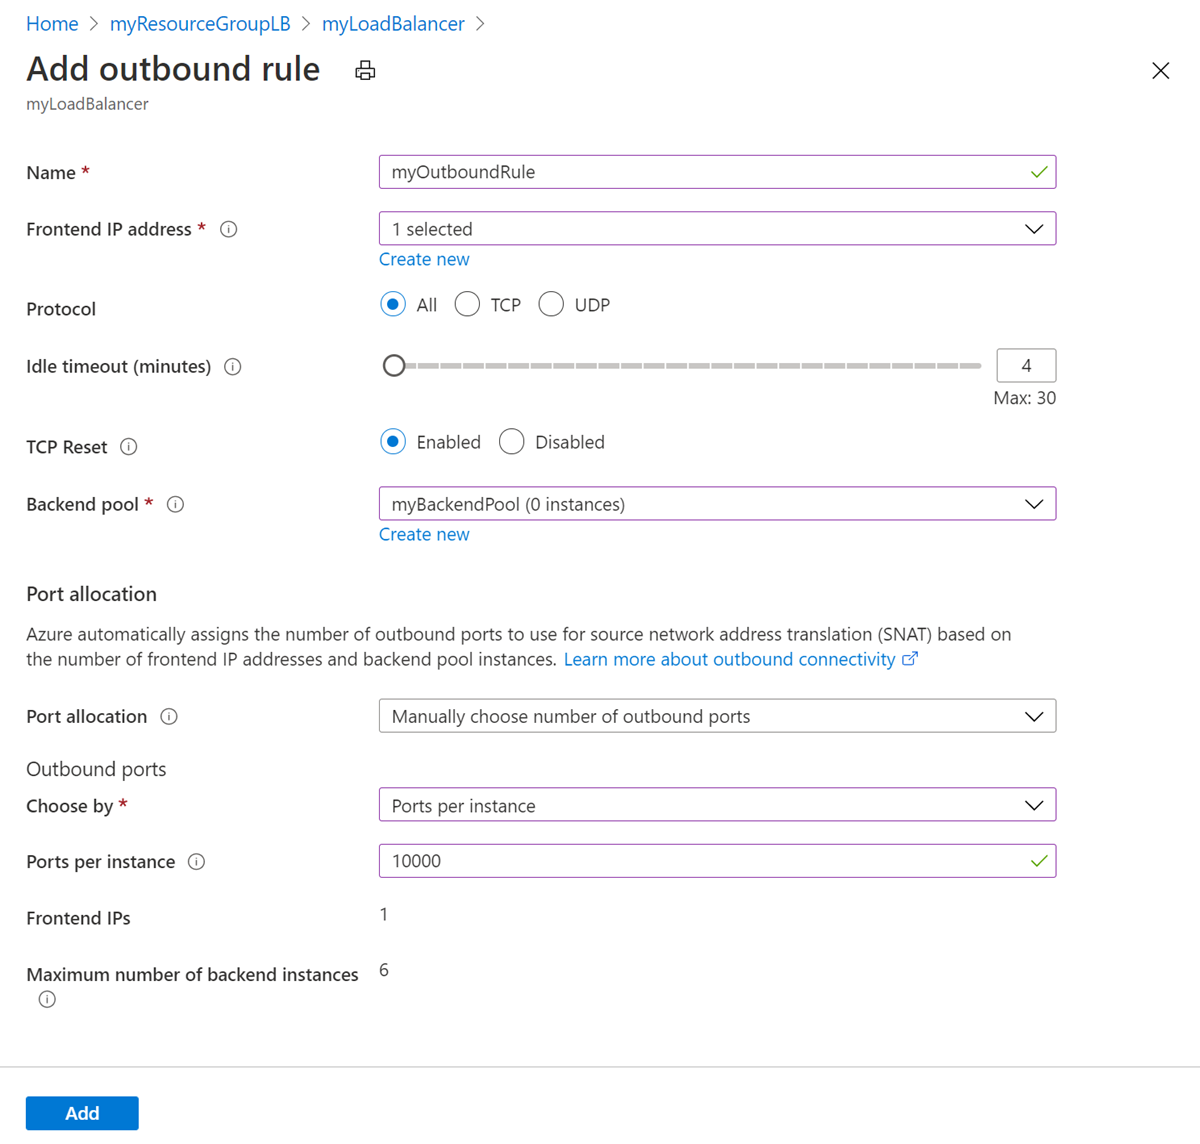 Home > myResourceGroupLB > myLoadBalancer >
Add outbound rule
myLoadBalancer
Name *
myOutboundRule
Frontend IP address *
1 selected
Create new
Protocol
All TCP UDP
Idle timeout (minutes)
4
Max: 30
TCP Reset
Enabled Disabled
Backend pool *
myBackendPool (0 instances)
Create new
Port allocation
Azure automatically assigns the number of outbound ports to use for source network address translation (SNAT) based on
the number of frontend IP addresses and backend pool instances. Learn more about outbound connectivity
Port allocation
Manually choose number of outbound ports
Outbound ports
Choose by *
Ports per instance
Ports per instance
10000
Frontend IPs
1
Maximum number of backend instances
6
Add